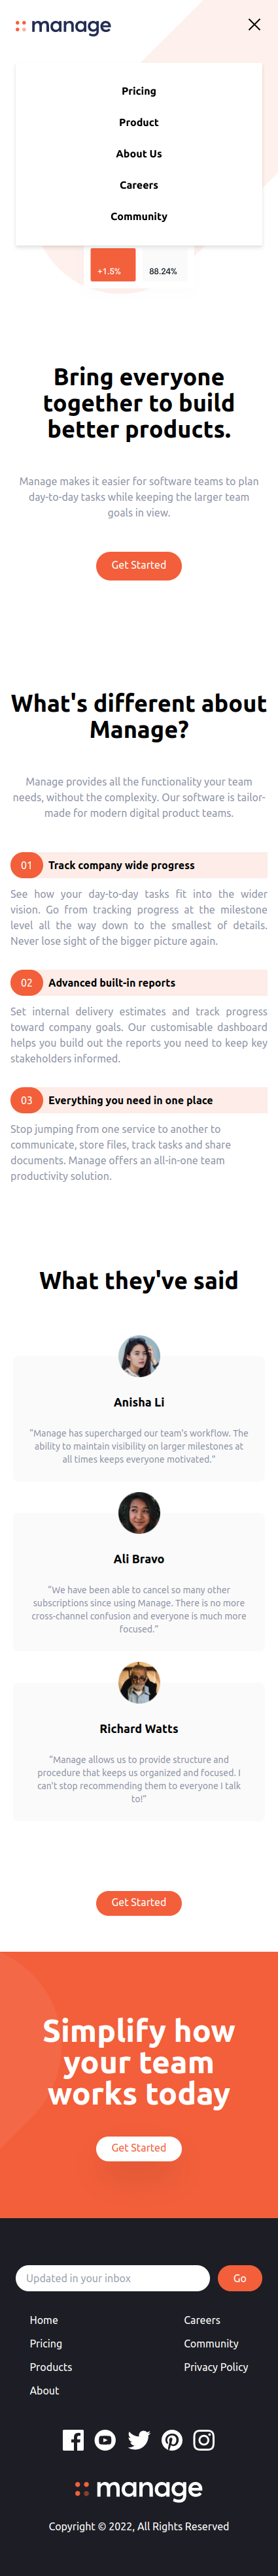 manage
Pricing
Product
About Us
Careers
Community
+1.5%
88.24%
Bring everyone
together to build
better products.
Manage makes it easier for software teams to plan
day-to-day tasks while keeping the larger team
goals in view.
Get Started
What's different about
Manage?
Manage provides all the functionality your team
needs, without the complexity. Our software is tailor-
made for modern digital product teams.
01 Track company wide progress
See how your day-to-day tasks fit into the wider
vision. Go from tracking progress at the milestone
level all the way down to the smallest of details.
Never lose sight of the bigger picture again.
02 Advanced built-in reports
Set internal delivery estimates and track progress
toward company goals. Our customisable dashboard
helps you build out the reports you need to keep key
stakeholders informed.
03 Everything you need in one place
Stop jumping from one service to another to
communicate, store files, track tasks and share
documents. Manage offers an all-in-one team
productivity solution.
What they've said
Anisha Li
“Manage has supercharged our team’s workflow. The
ability to maintain visibility on larger milestones at
all times keeps everyone motivated.”
Ali Bravo
“We have been able to cancel so many other
subscriptions since using Manage. There is no more
cross-channel confusion and everyone is much more
focused.”
Richard Watts
“Manage allows us to provide structure and
procedure that keeps us organized and focused. I
can’t stop recommending them to everyone I talk
to!”
Get Started
Simplify how
your team
works today
Get Started
Updated in your inbox
Go
Home
Careers
Pricing
Community
Products
Privacy Policy
About
manage
Copyright © 2022, All Rights Reserved